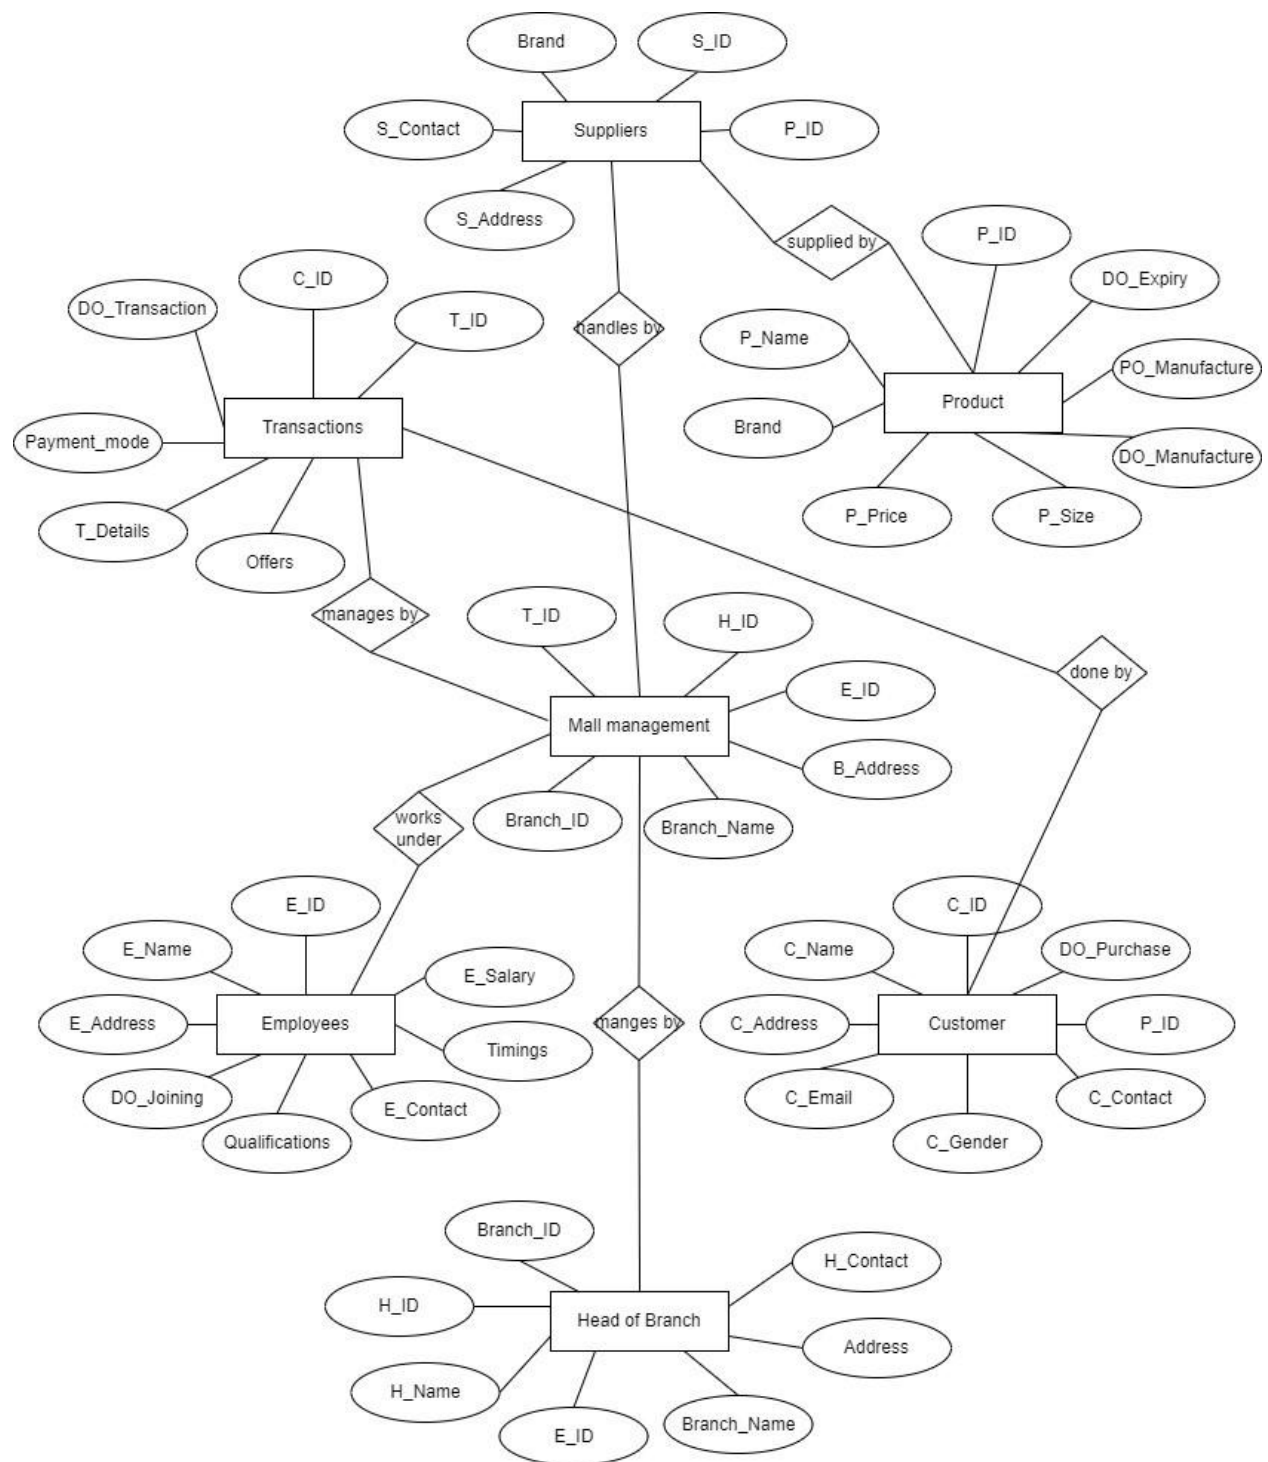 Brand
S_ID
Suppliers
S_Contact
P_ID
S_Address
supplied by
P_ID
C_ID
DO_Expiry
DO_Transaction
T_ID
handles by
P_Name
PO_Manufacture
Product
Transactions
Brand
Payment_mode
DO_Manufacture
T_Details
Offers
P_Price
P_Size
manages by
T_ID
H_ID
done by
E_ID
Mall management
B_Address
Branch_ID
Branch_Name
works
under
E_ID
C_ID
E_Name
C_Name
DO_Purchase
E_Salary
E_Address
Employees
manges by
C_Address
Customer
P_ID
Timings
DO_Joining
E_Contact
C_Email
C_Contact
Qualifications
C_Gender
Branch_ID
H_Contact
H_ID
Head of Branch
Address
H_Name
E_ID
Branch_Name